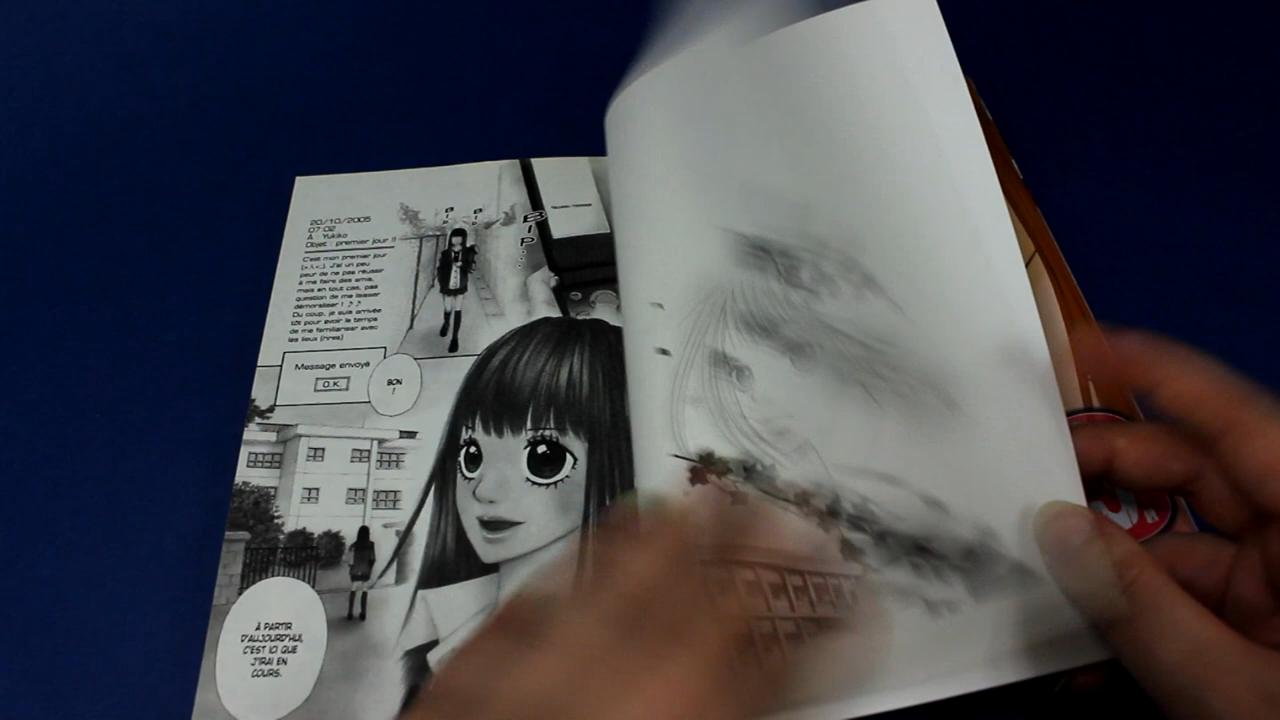 20/10/2005
07:02
A : Yukiko
Objet : premier jour !!
C'est mon premier jour
(>.<.). J'ai un peu
peur de ne pas réussir
à me faire des amis,
mais en tout cas, pas
question de me laisser
démoraliser ! ♪ ♪
Du coup, je suis arrivée
tôt pour avoir le temps
de me familiariser avec
les lieux (rires)
BIP
BIP
BIP...
Message envoyé
O.K.
BON
!
À PARTIR
D'AUJOURD'HUI,
C'EST ICI QUE
J'IRAI EN
COURS.